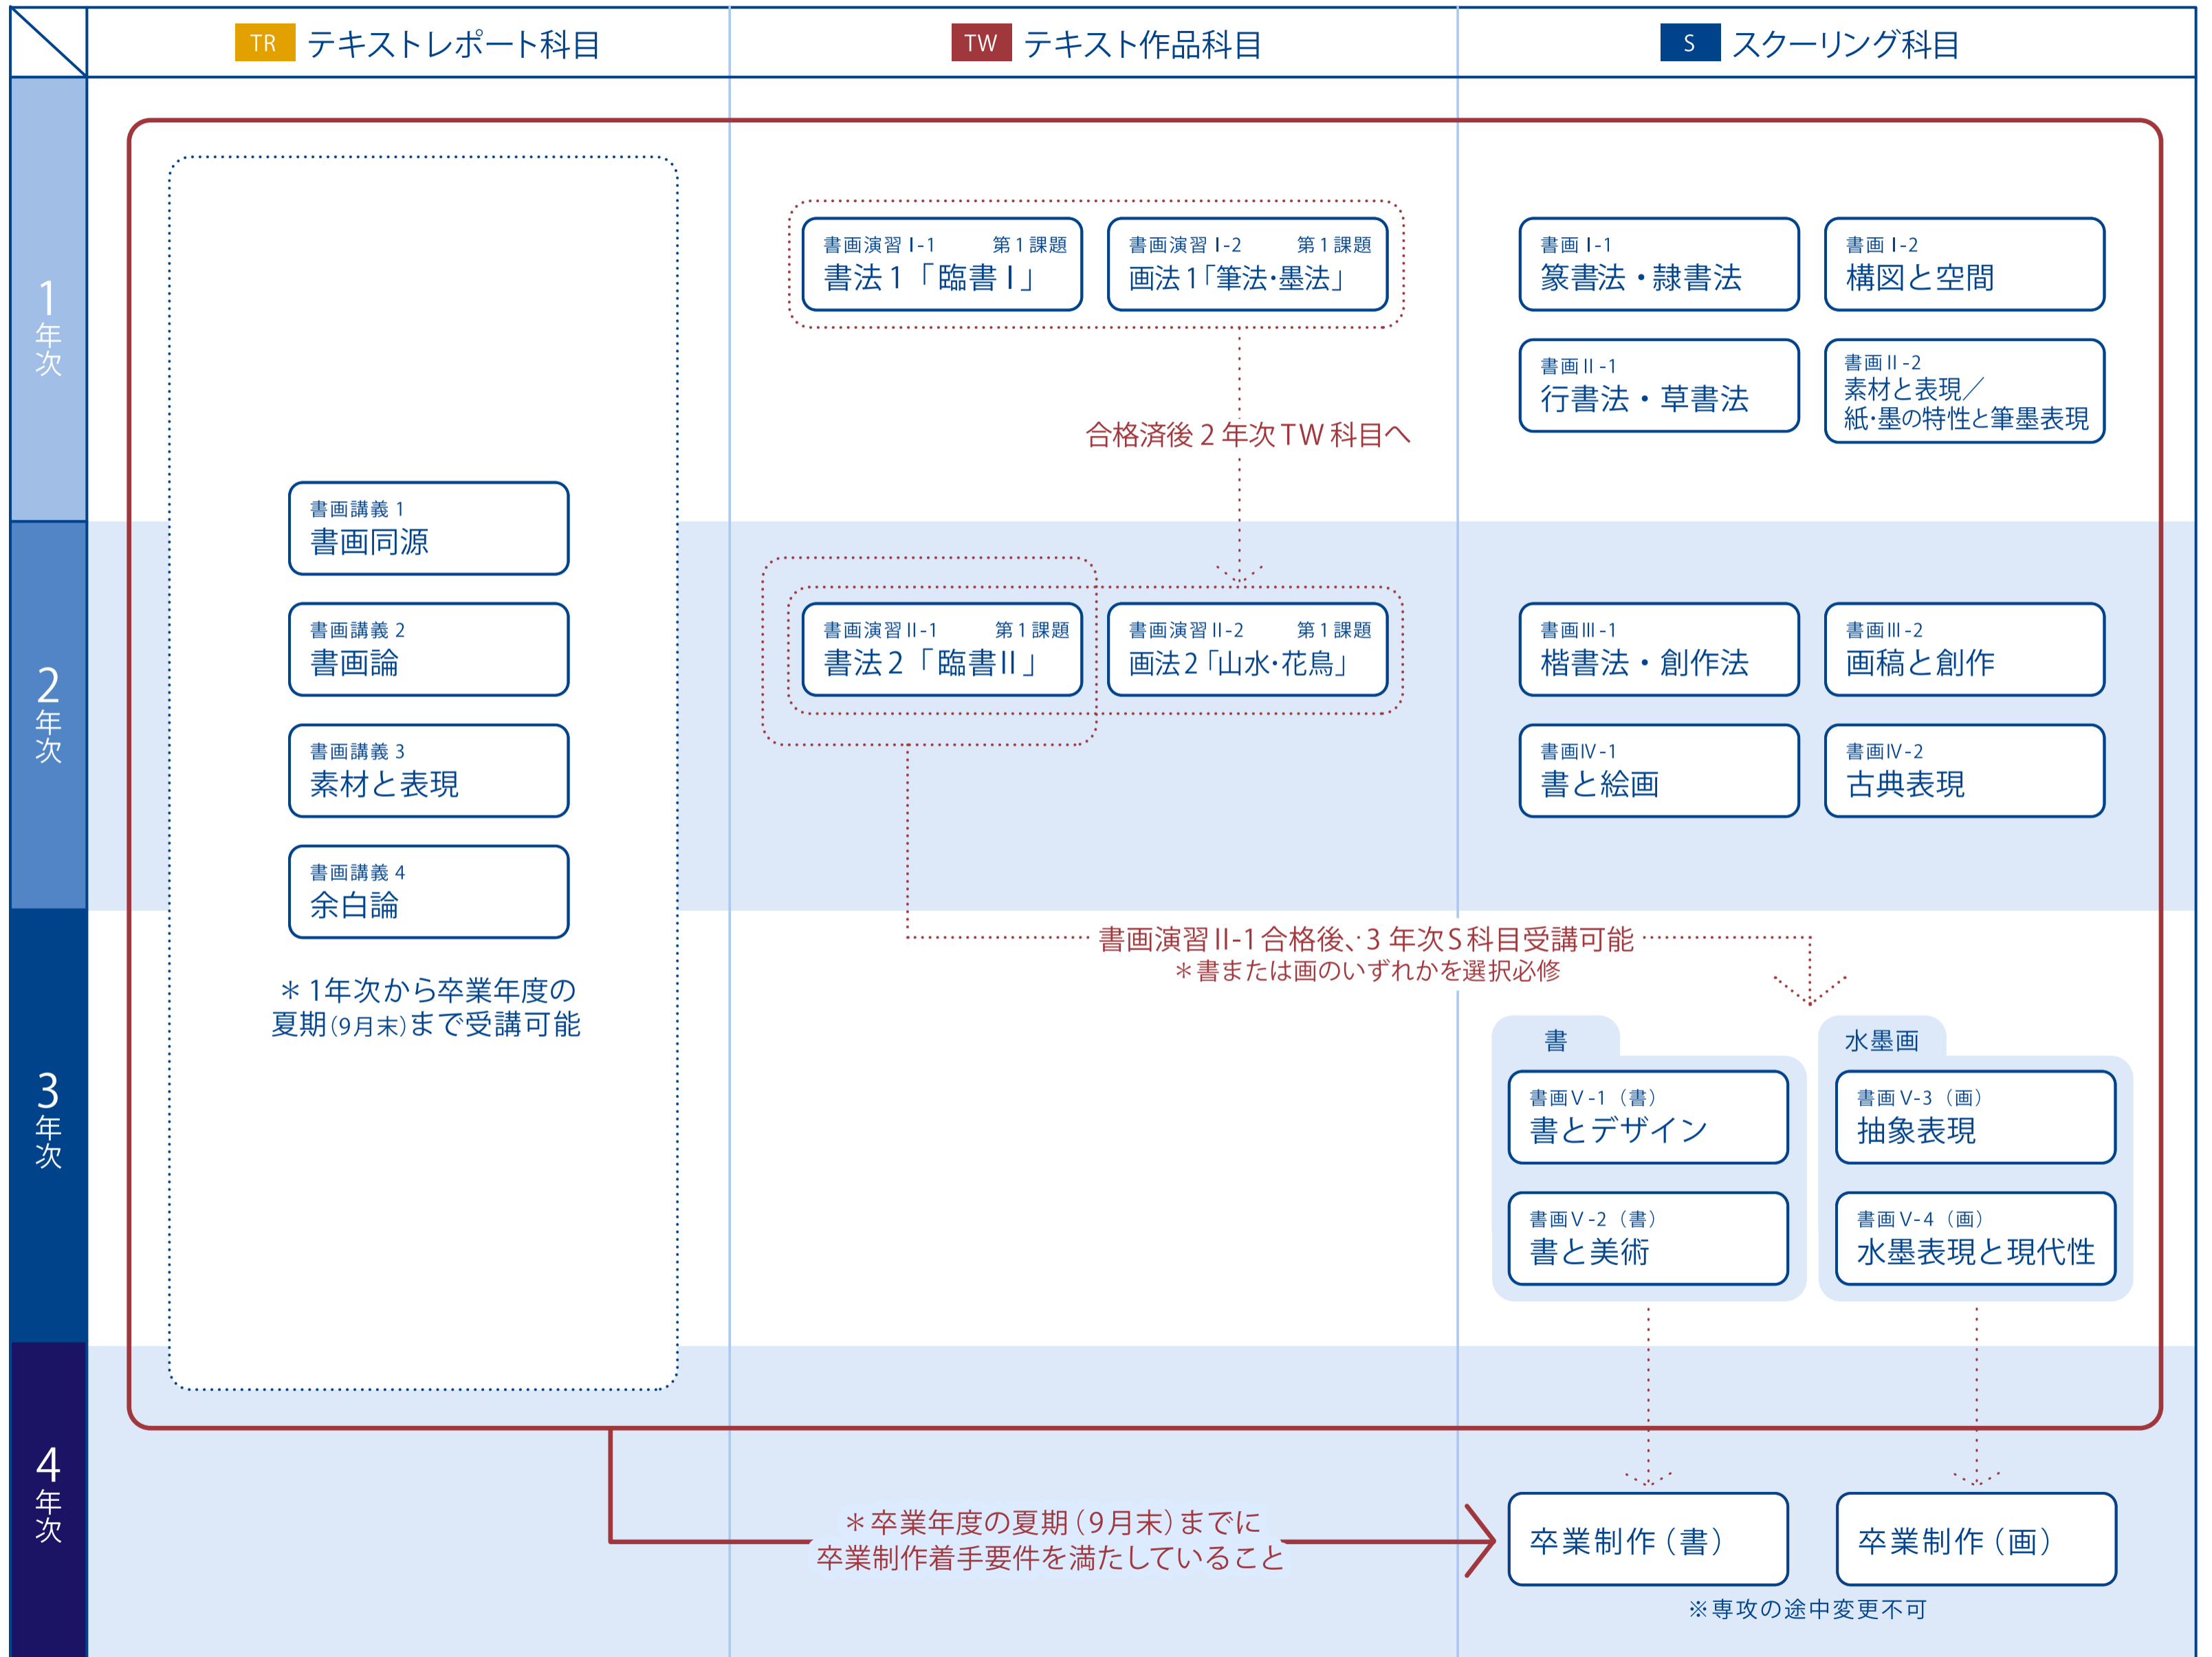 TR テキストレポート科目
TW テキスト作品科目
S スクーリング科目
1年次
書画演習 I-1 第1課題
書法1「臨書 I」
書画演習 I-2 第1課題
画法1「筆法・墨法」
書画 I-1
篆書法・隷書法
書画 I-2
構図と空間
書画 II-1
行書法・草書法
書画 II-2
素材と表現／
紙・墨の特性と筆墨表現
合格済後 2 年次 TW 科目へ
書画講義 1
書画同源
書画講義 2
書画論
書画講義 3
素材と表現
書画講義 4
余白論
＊1年次から卒業年度の
夏期（9月末）まで受講可能
2年次
書画演習 II-1 第1課題
書法2「臨書II」
書画演習 II-2 第1課題
画法2「山水・花鳥」
書画III-1
楷書法・創作法
書画III-2
画稿と創作
書画IV-1
書と絵画
書画IV-2
古典表現
書画演習 II-1 合格後、3 年次 S 科目受講可能
＊書または画のいずれかを選択必修
3年次
書
書画V-1（書）
書とデザイン
書画V-2（書）
書と美術
水墨画
書画V-3（画）
抽象表現
書画V-4（画）
水墨表現と現代性
4年次
＊卒業年度の夏期（9月末）までに
卒業制作着手要件を満たしていること
卒業制作（書）
卒業制作（画）
※専攻の途中変更不可